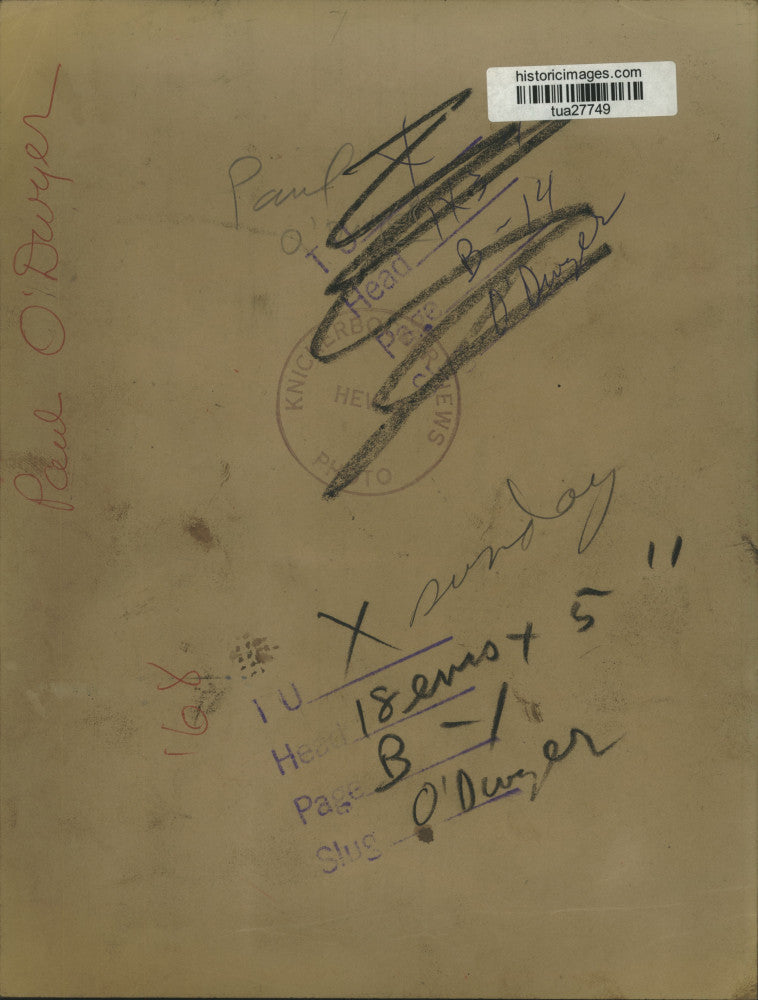 historicimages.com
tua27749
Paul O'Dwyer
Paul X
O'
T U
Head
B-14
Page
O'Dwyer
KNICKERBOCKER NEWS
PHOTO
sunday
X
T U
18 ems x 5"
Head
B-1
Page
O'Dwyer
Slug
168